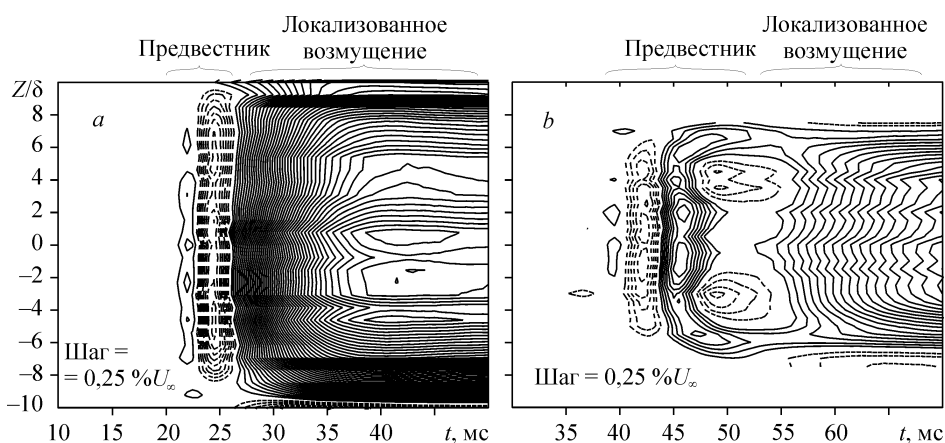 Предвестник
Локализованное
возмущение
Предвестник
Локализованное
возмущение
Z/δ
8
6
4
2
0
−2
−4
−6
−8
−10
a
b
Шаг =
= 0,25 %U∞
Шаг = 0,25 %U∞
10 15 20 25 30 35 40 t, мс
35 40 45 50 55 60 t, мс